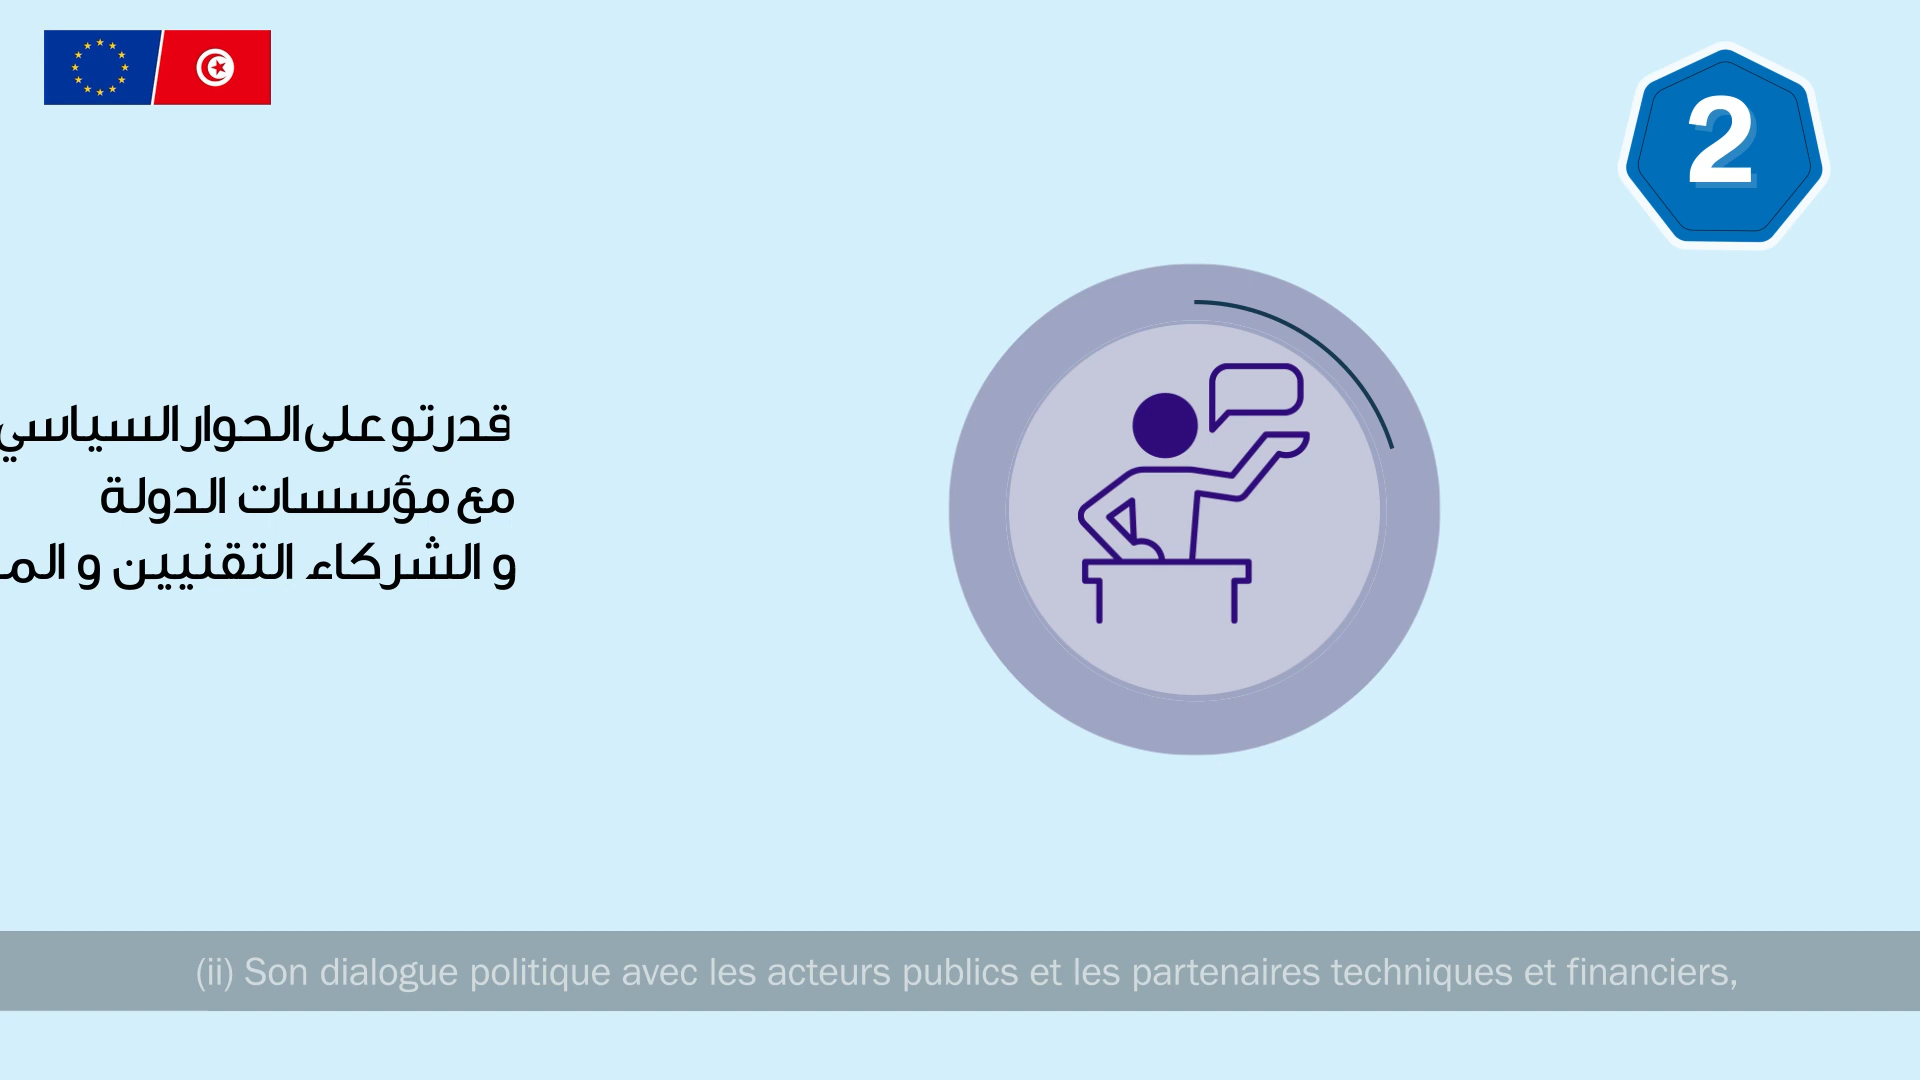 2
قدرتو على الحوار السياسي
مع مؤسسات الدولة
و الشركاء التقنيين و
(ii) Son dialogue politique avec les acteurs publics et les partenaires techniques et financiers,